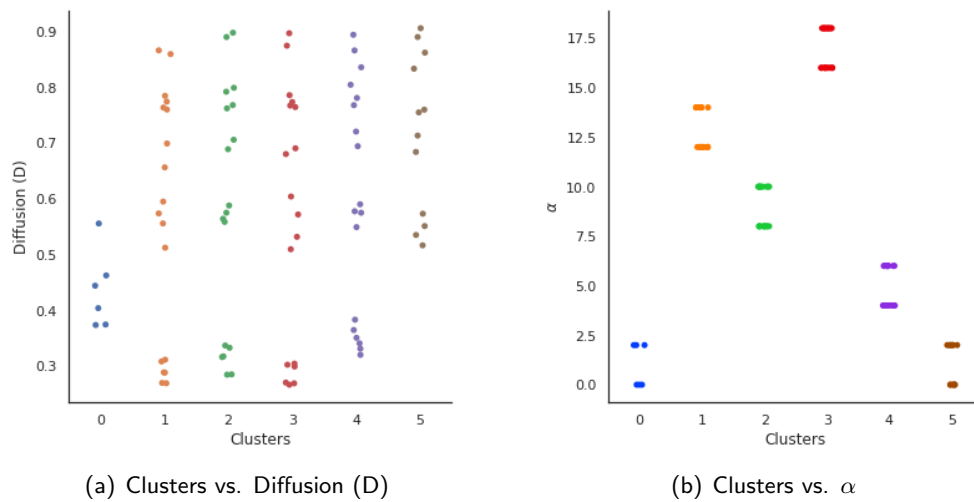 0.9
0.8
0.7
0.6
0.5
0.4
0.3
Diffusion (D)
0 1 2 3 4 5
Clusters
(a) Clusters vs. Diffusion (D)
17.5
15.0
12.5
10.0
7.5
5.0
2.5
0.0
α
0 1 2 3 4 5
Clusters
(b) Clusters vs. α